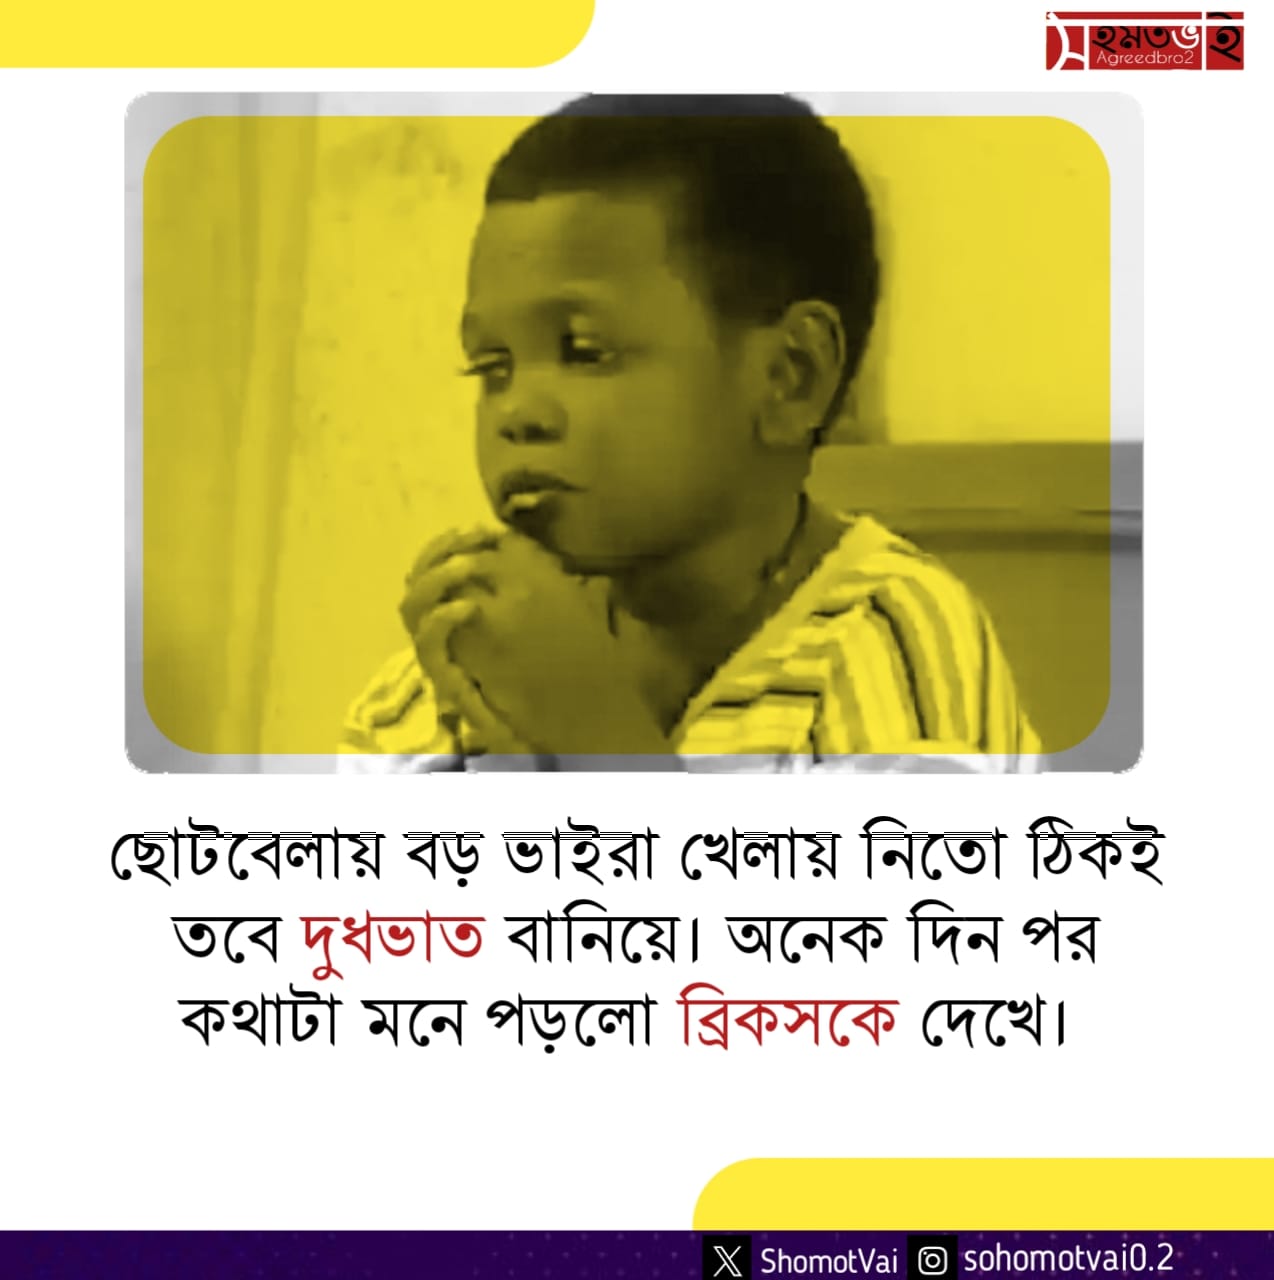 সহমতভাই
Agreedbro2
ছোটবেলায় বড় ভাইরা খেলায় নিতো ঠিকই
তবে দুধভাত বানিয়ে। অনেক দিন পর
কথাটা মনে পড়লো ব্রিকসকে দেখে।
X ShomotVai sohomotvai0.2